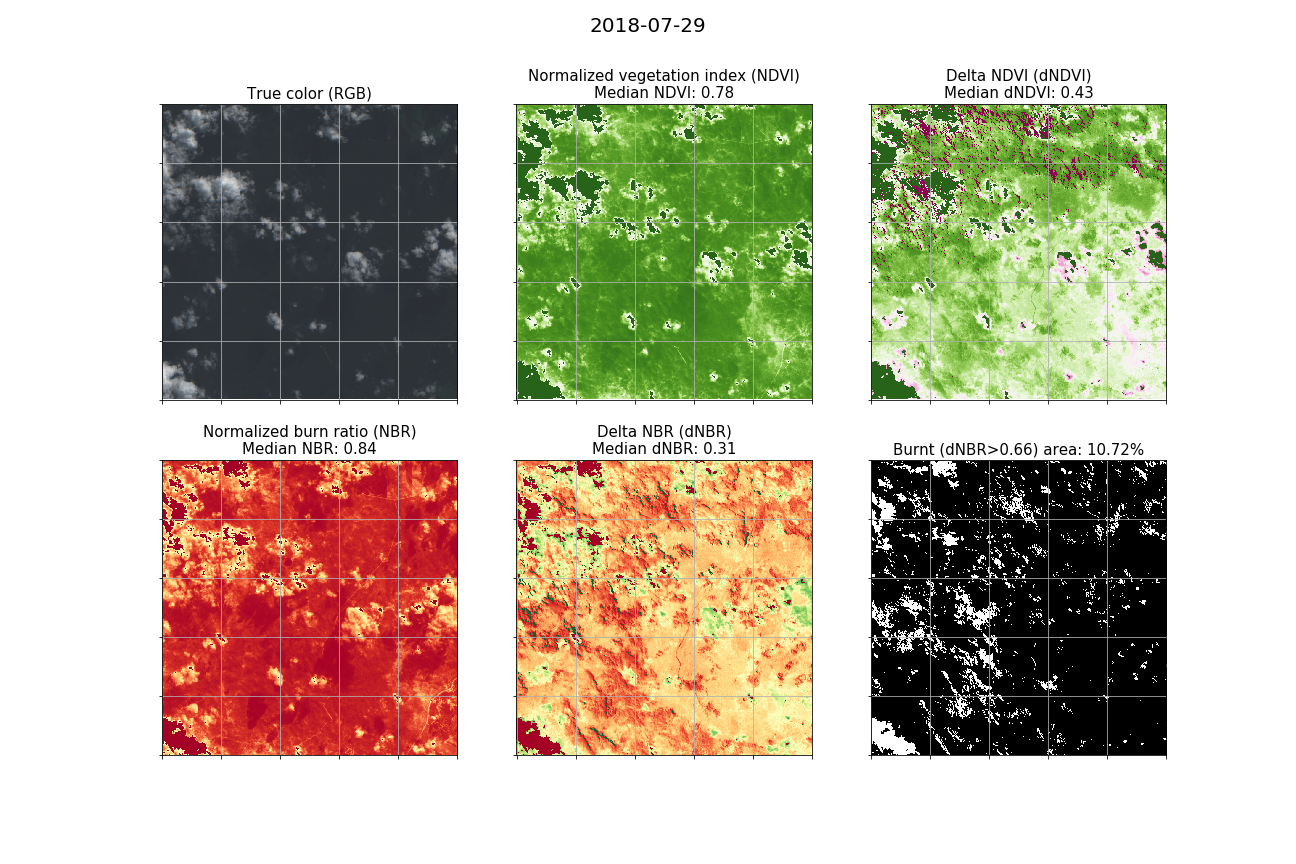 2018-07-29
True color (RGB)
Normalized vegetation index (NDVI)
Median NDVI: 0.78
Delta NDVI (dNDVI)
Median dNDVI: 0.43
Normalized burn ratio (NBR)
Median NBR: 0.84
Delta NBR (dNBR)
Median dNBR: 0.31
Burnt (dNBR>0.66) area: 10.72%